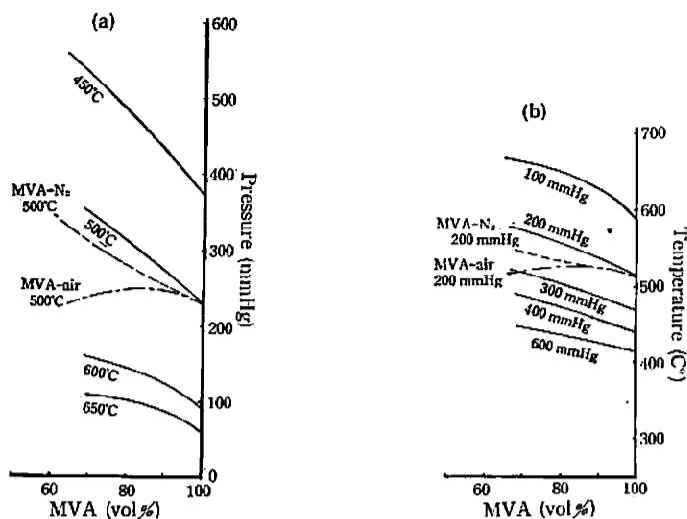 (a)
600
500
400
300
200
100
0
Pressure (mmHg)
450℃
MVA-N₂
500℃
500℃
MVA-air
500℃
600℃
650℃
60
80
100
MVA (vol%)
(b)
700
600
500
400
300
Temperature (C°)
100 mmHg
MVA-N₂
200 mmHg
200 mmHg
MVA-air
200 mmHg
300 mmHg
400 mmHg
600 mmHg
60
80
100
MVA (vol%)